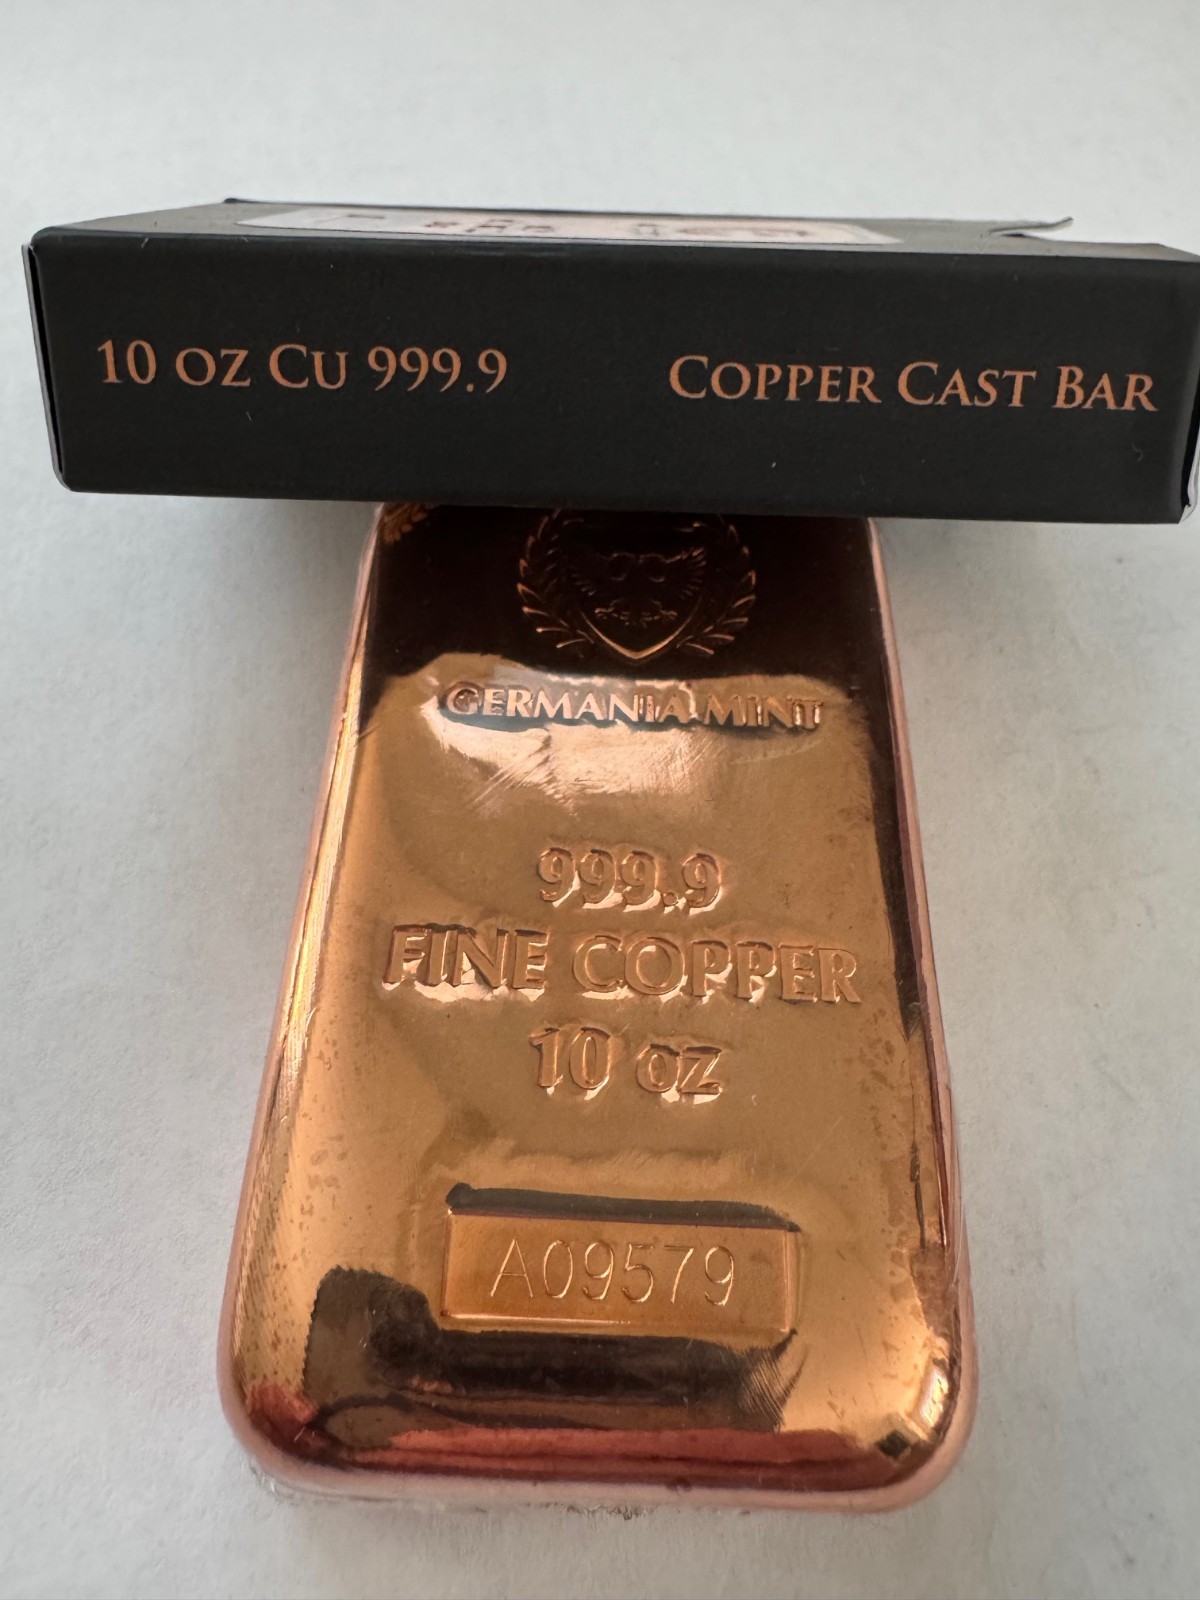 10 OZ CU 999.9 COPPER CAST BAR
GERMANIA MINT
999.9
FINE COPPER
10 OZ
A09579